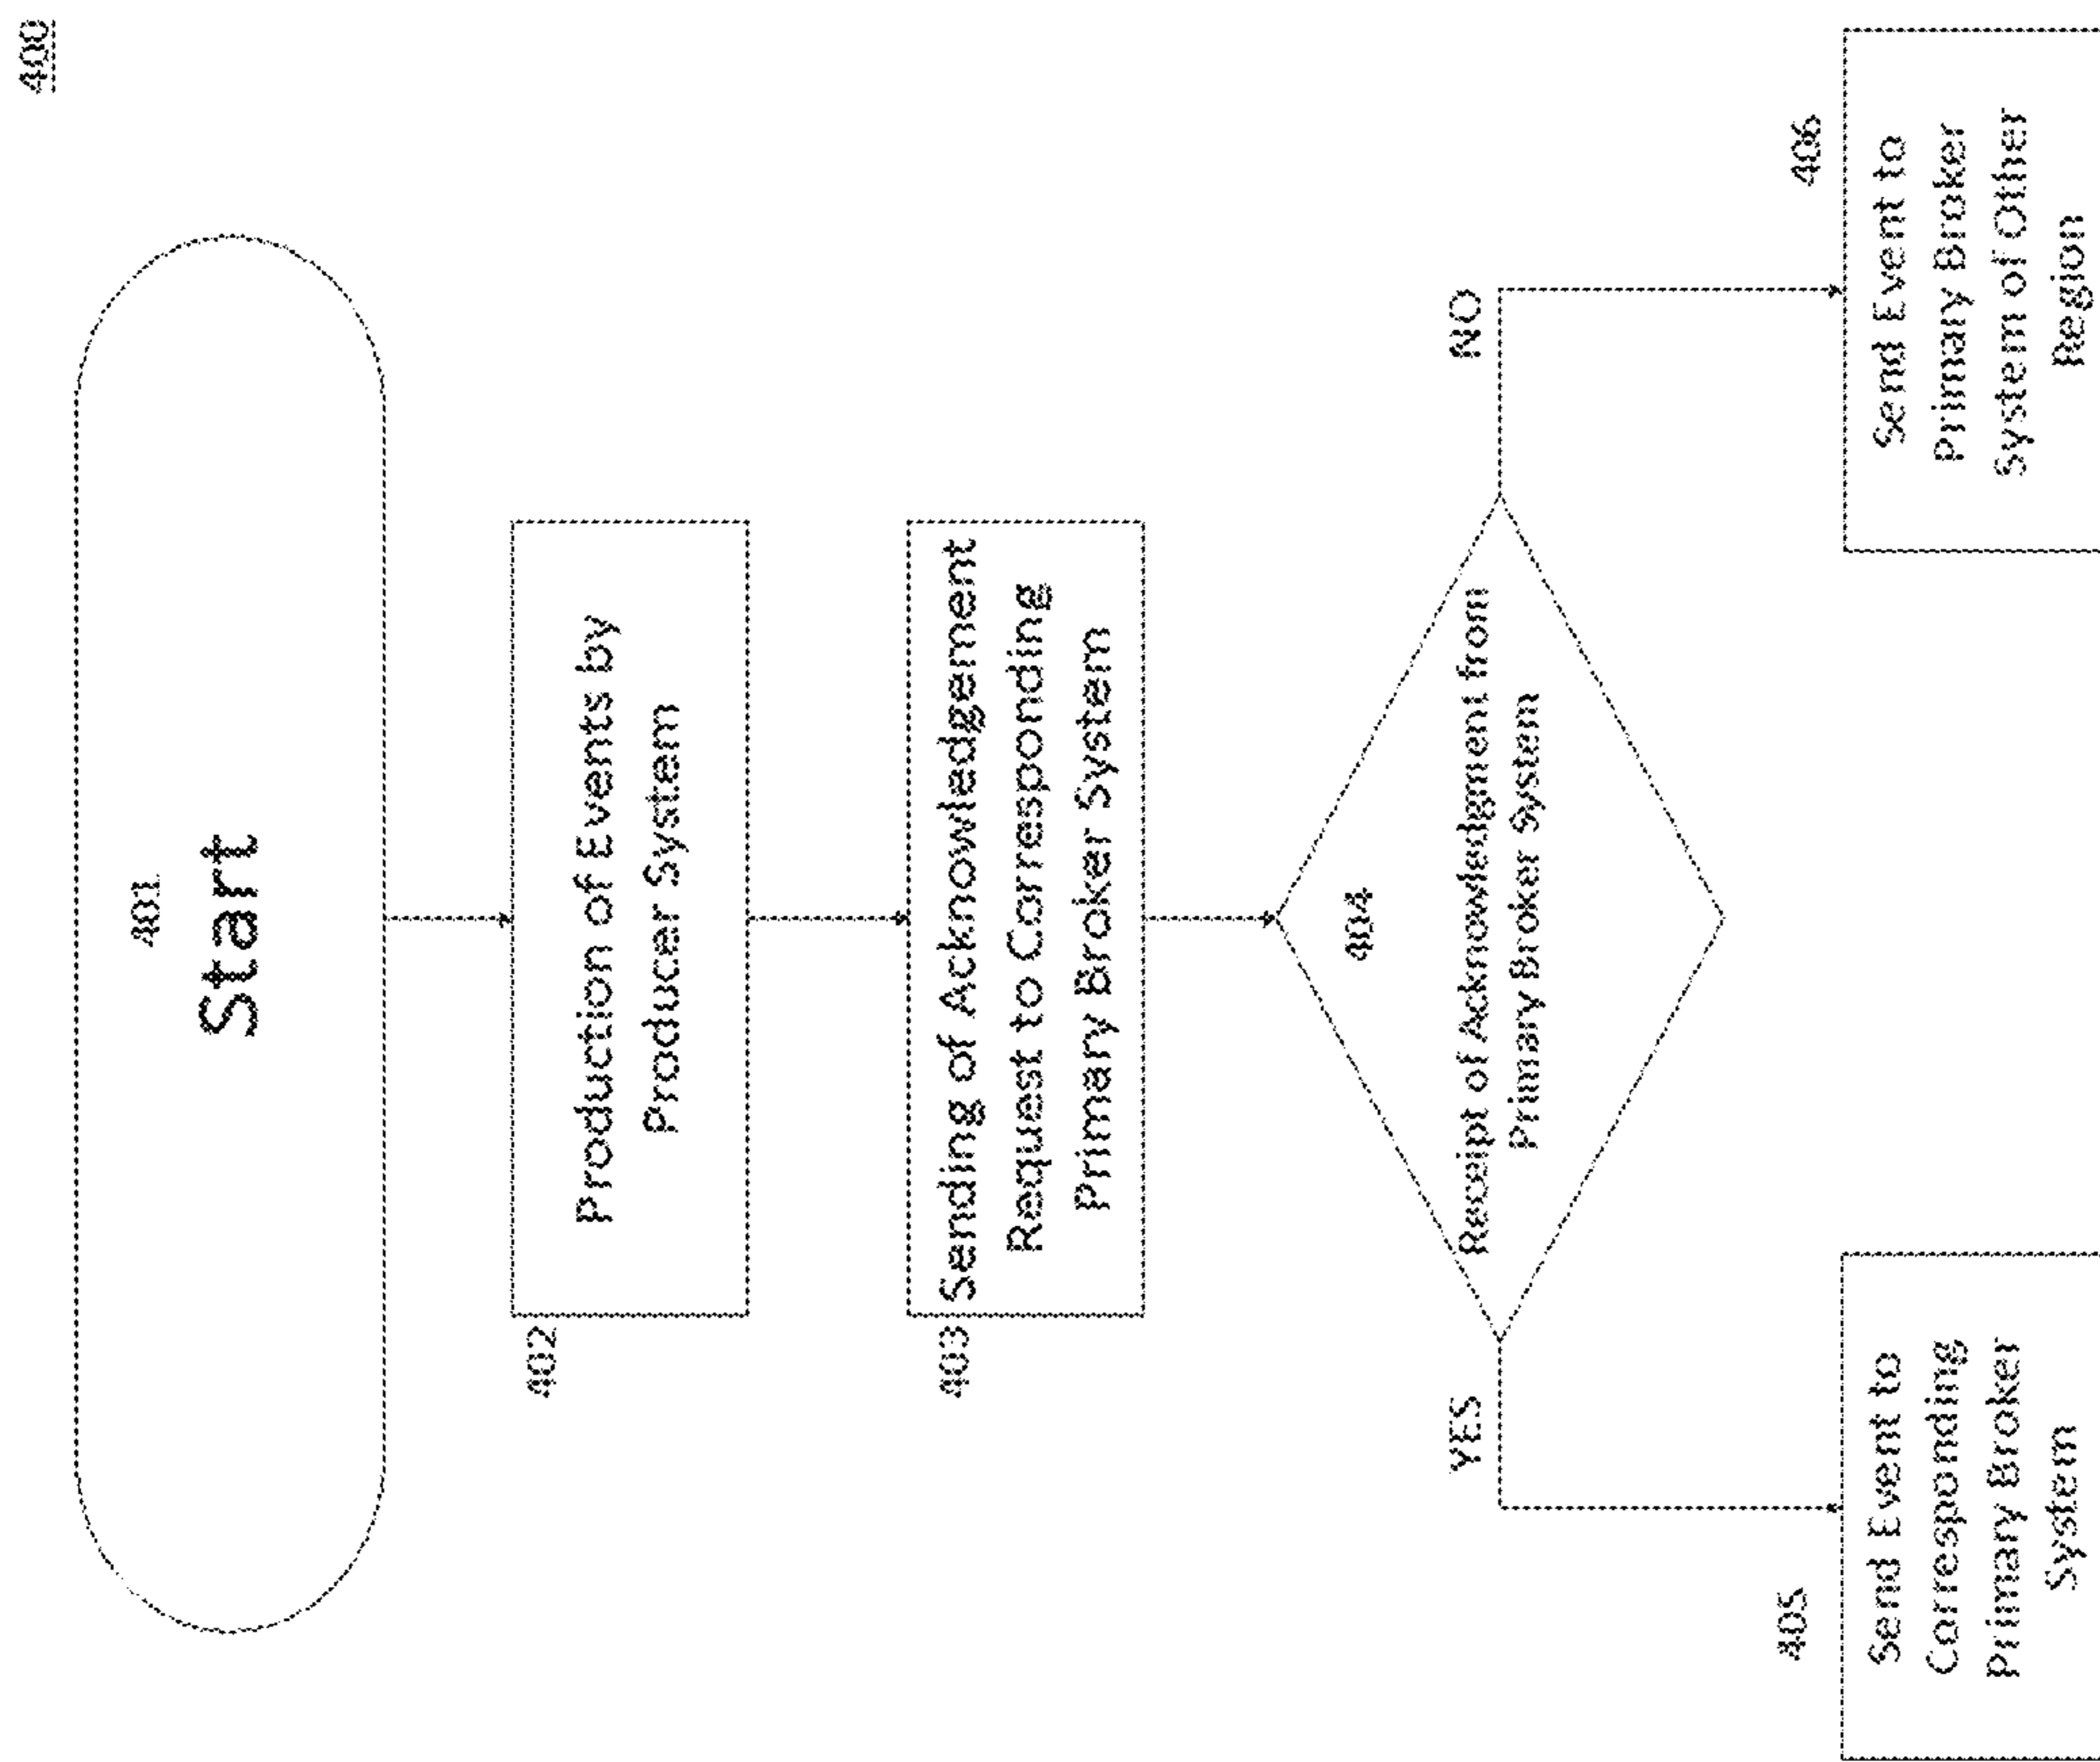 400
401
Start
402
Production of Events by
Producer System
403
Sending of Acknowledgement
Request to Corresponding
Primary Broker System
404
Receipt of Acknowledgment from
Primary Broker System
YES
NO
405
Send Event to
Corresponding
Primary Broker
System
406
Send Event to
Primary Broker
System of Other
Region